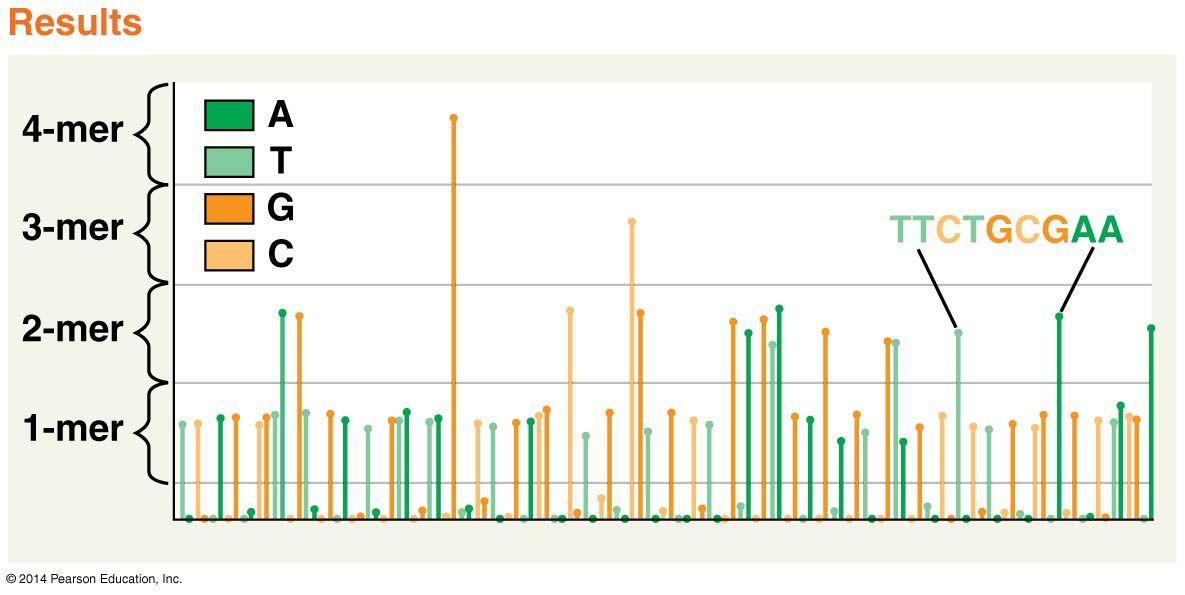 Results
4-mer
3-mer
2-mer
1-mer
A
T
G
C
TTCTGCGAA
© 2014 Pearson Education, Inc.